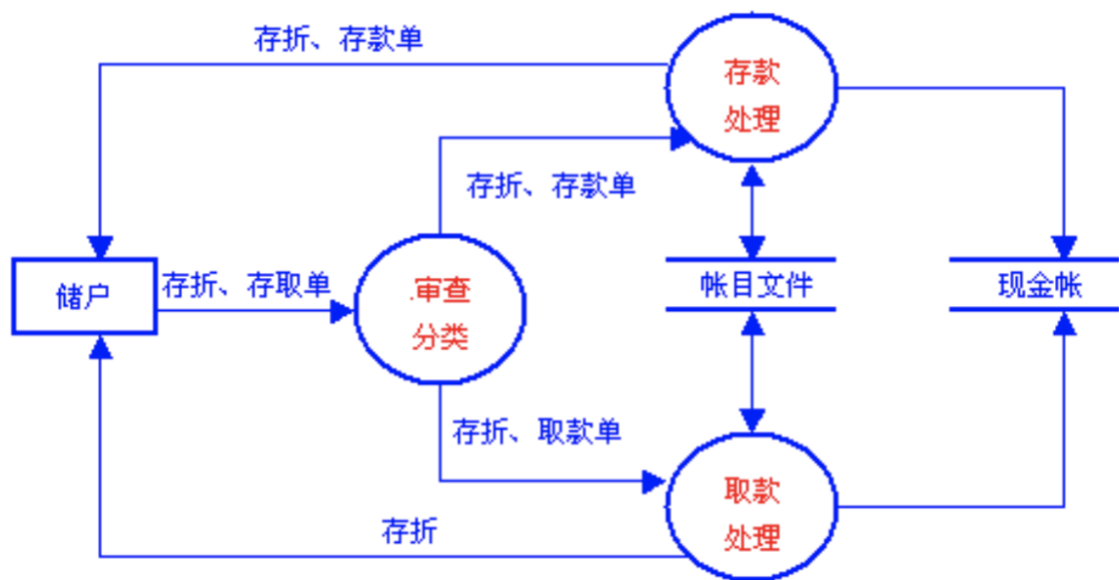 存折、存款单
存款
处理
存折、存款单
储户
存折、存取单
.审查
分类
帐目文件
现金帐
存折、取款单
取款
处理
存折